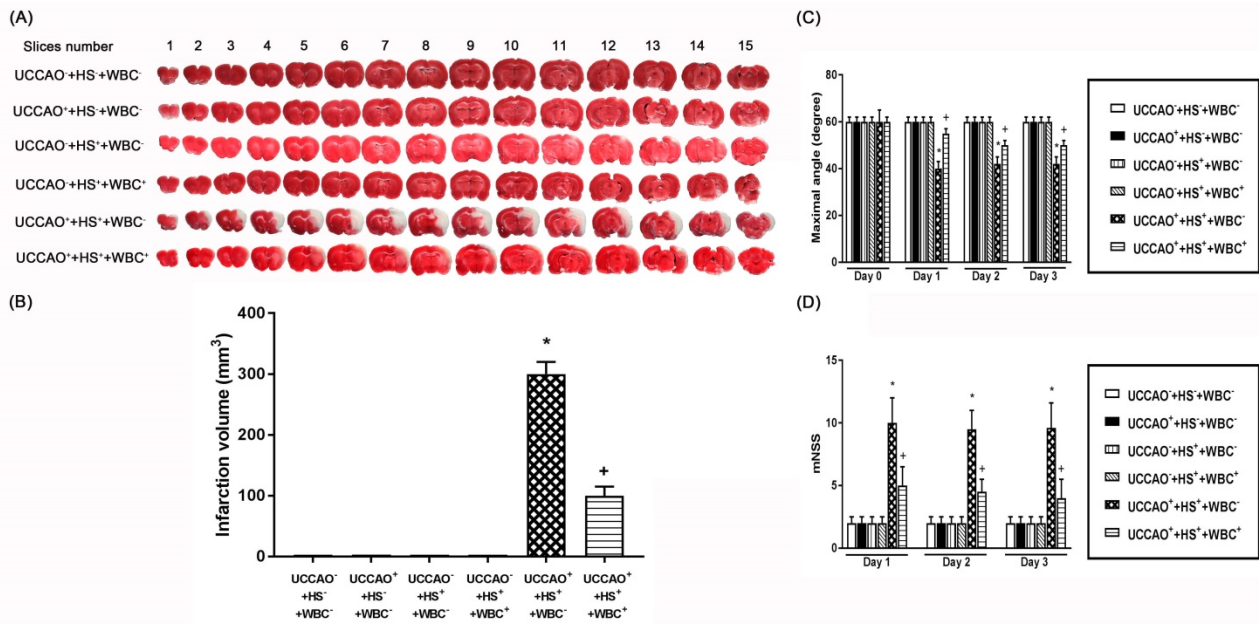 (A)
Slices number 1 2 3 4 5 6 7 8 9 10 11 12 13 14 15
UCCAO⁻+HS⁻+WBC⁻
UCCAO⁺+HS⁻+WBC⁻
UCCAO⁻+HS⁺+WBC⁻
UCCAO⁻+HS⁺+WBC⁺
UCCAO⁺+HS⁺+WBC⁻
UCCAO⁺+HS⁺+WBC⁺
(B)
Infarction volume (mm³)
400
300
200
100
0
UCCAO⁻ UCCAO⁺ UCCAO⁻ UCCAO⁻ UCCAO⁺ UCCAO⁺
+HS⁻ +HS⁻ +HS⁺ +HS⁺ +HS⁺ +HS⁺
+WBC⁻ +WBC⁻ +WBC⁻ +WBC⁺ +WBC⁻ +WBC⁺
* +
(C)
Maximal angle (degree)
80
60
40
20
0
* + * + * +
Day 0 Day 1 Day 2 Day 3
UCCAO⁻+HS⁻+WBC⁻
UCCAO⁺+HS⁻+WBC⁻
UCCAO⁻+HS⁺+WBC⁻
UCCAO⁻+HS⁺+WBC⁺
UCCAO⁺+HS⁺+WBC⁻
UCCAO⁺+HS⁺+WBC⁺
(D)
mNSS
15
10
5
0
* + * + * +
Day 1 Day 2 Day 3
UCCAO⁻+HS⁻+WBC⁻
UCCAO⁺+HS⁻+WBC⁻
UCCAO⁻+HS⁺+WBC⁻
UCCAO⁻+HS⁺+WBC⁺
UCCAO⁺+HS⁺+WBC⁻
UCCAO⁺+HS⁺+WBC⁺